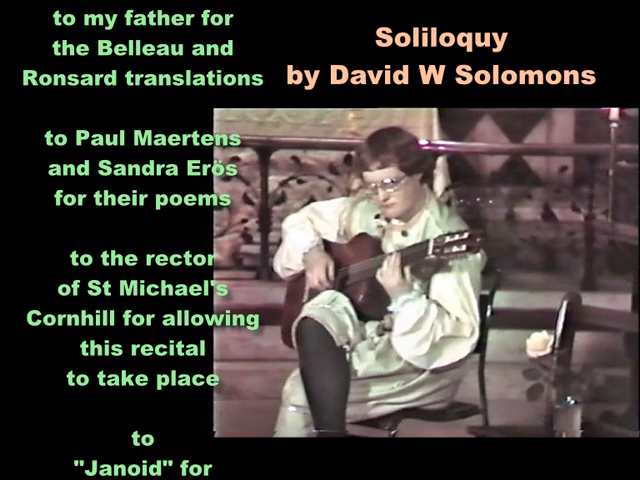 to my father for
the Belleau and
Ronsard translations
to Paul Maertens
and Sandra Erös
for their poems
to the rector
of St Michael's
Cornhill for allowing
this recital
to take place
to
"Janoid" for
Soliloquy
by David W Solomons